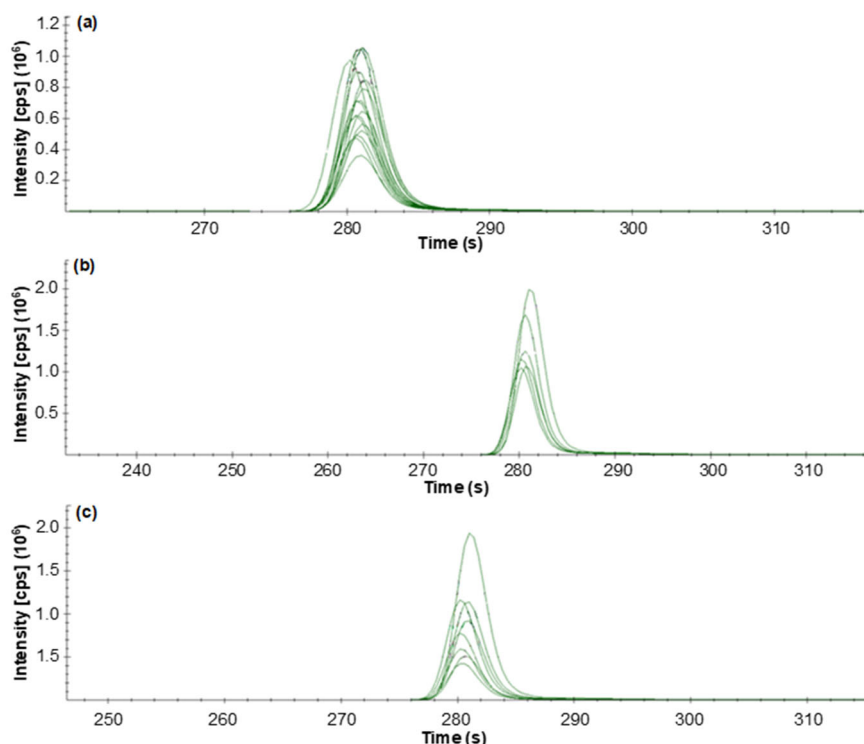 (a)
Intensity [cps] (10⁶)
1.2
1.0
0.8
0.6
0.4
0.2
270 280 290 300 310
Time (s)
(b)
Intensity [cps] (10⁶)
2.0
1.5
1.0
0.5
240 250 260 270 280 290 300 310
Time (s)
(c)
Intensity [cps] (10⁶)
2.0
1.5
1.0
1.5
250 260 270 280 290 300 310
Time (s)